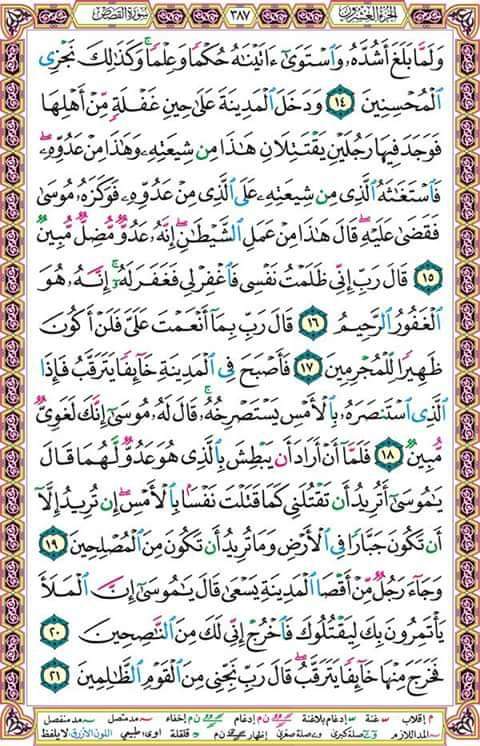 الجزء العشرون ٣٨٧ سورة القصص
وَلَمَّا بَلَغَ أَشُدَّهُۥ وَٱسْتَوَىٰٓ ءَاتَيْنَٰهُ حُكْمًا وَعِلْمًا ۚ وَكَذَٰلِكَ نَجْزِى
ٱلْمُحْسِنِينَ ١٤ وَدَخَلَ ٱلْمَدِينَةَ عَلَىٰ حِينِ غَفْلَةٍ مِّنْ أَهْلِهَا
فَوَجَدَ فِيهَا رَجُلَيْنِ يَقْتَتِلَانِ هَٰذَا مِن شِيعَتِهِۦ وَهَٰذَا مِنْ عَدُوِّهِۦ ۖ
فَٱسْتَغَٰثَهُ ٱلَّذِى مِن شِيعَتِهِۦ عَلَى ٱلَّذِى مِنْ عَدُوِّهِۦ فَوَكَزَهُۥ مُوسَىٰ
فَقَضَىٰ عَلَيْهِ ۖ قَالَ هَٰذَا مِنْ عَمَلِ ٱلشَّيْطَٰنِ ۖ إِنَّهُۥ عَدُوٌّ مُّضِلٌّ مُّبِينٌ
١٥ قَالَ رَبِّ إِنِّى ظَلَمْتُ نَفْسِى فَٱغْفِرْ لِى فَغَفَرَ لَهُۥٓ ۚ إِنَّهُۥ هُوَ
ٱلْغَفُورُ ٱلرَّحِيمُ ١٦ قَالَ رَبِّ بِمَآ أَنْعَمْتَ عَلَىَّ فَلَنْ أَكُونَ
ظَهِيرًا لِّلْمُجْرِمِينَ ١٧ فَأَصْبَحَ فِى ٱلْمَدِينَةِ خَآئِفًا يَتَرَقَّبُ فَإِذَا
ٱلَّذِى ٱسْتَنصَرَهُۥ بِٱلْأَمْسِ يَسْتَصْرِخُهُۥ ۚ قَالَ لَهُۥ مُوسَىٰٓ إِنَّكَ لَغَوِىٌّ
مُّبِينٌ ١٨ فَلَمَّآ أَنْ أَرَادَ أَن يَبْطِشَ بِٱلَّذِى هُوَ عَدُوٌّ لَّهُمَا قَالَ
يَٰمُوسَىٰٓ أَتُرِيدُ أَن تَقْتُلَنِى كَمَا قَتَلْتَ نَفْسًۢا بِٱلْأَمْسِ ۖ إِن تُرِيدُ إِلَّآ
أَن تَكُونَ جَبَّارًا فِى ٱلْأَرْضِ وَمَا تُرِيدُ أَن تَكُونَ مِنَ ٱلْمُصْلِحِينَ ١٩
وَجَآءَ رَجُلٌ مِّنْ أَقْصَا ٱلْمَدِينَةِ يَسْعَىٰ قَالَ يَٰمُوسَىٰٓ إِنَّ ٱلْمَلَأَ
يَأْتَمِرُونَ بِكَ لِيَقْتُلُوكَ فَٱخْرُجْ إِنِّى لَكَ مِنَ ٱلنَّٰصِحِينَ ٢٠
فَخَرَجَ مِنْهَا خَآئِفًا يَتَرَقَّبُ ۖ قَالَ رَبِّ نَجِّنِى مِنَ ٱلْقَوْمِ ٱلظَّٰلِمِينَ ٢١
م إقلاب غنة إدغام بلاغنة ن م إدغام ن م إخفاء مد متصل مد منفصل
المد اللازم صلة كبرى صلة صغرى إظهار ن م قلقلة اوى: طبيعي اللون الأزرق: لا يلفظ